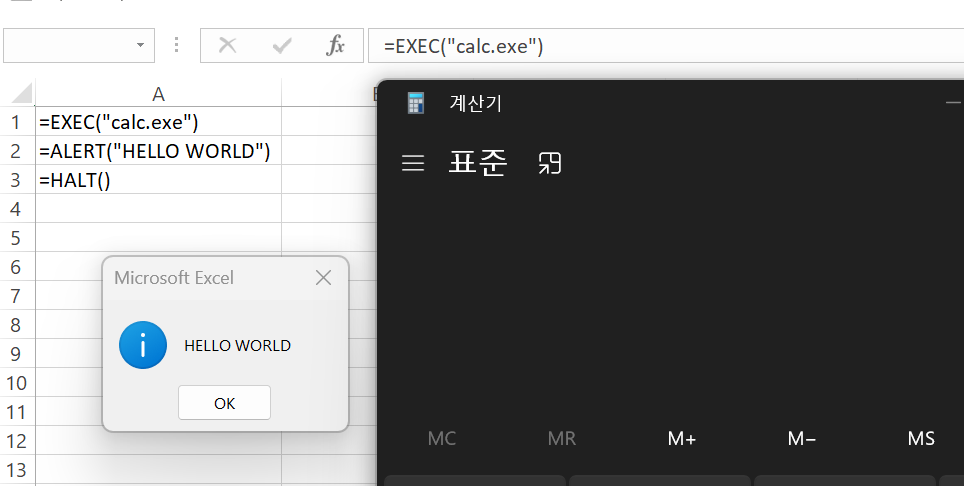 fx
=EXEC("calc.exe")
A
1 =EXEC("calc.exe")
2 =ALERT("HELLO WORLD")
3 =HALT()
4
5
6
7
8
9
10
11
12
13
계산기
표준
Microsoft Excel
HELLO WORLD
OK
MC MR M+ M− MS